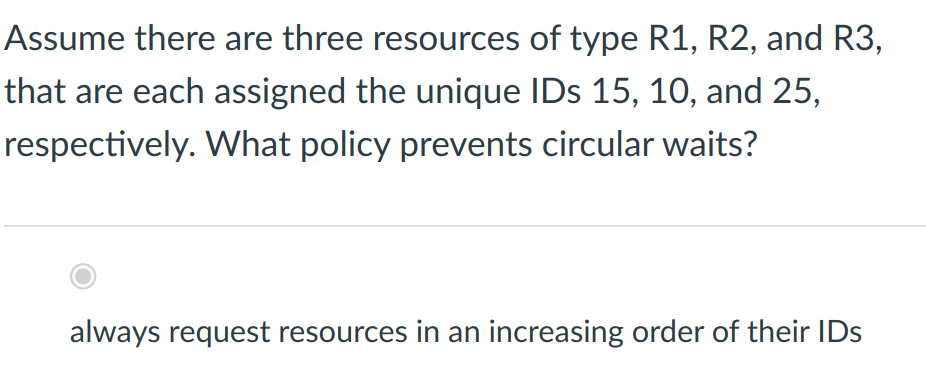 Assume there are three resources of type R1, R2, and R3,
that are each assigned the unique IDs 15, 10, and 25,
respectively. What policy prevents circular waits?
always request resources in an increasing order of their IDs